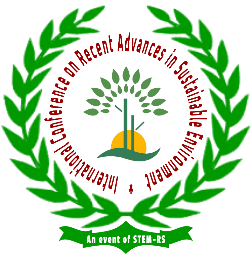 International Conference on Recent Advances in Sustainable Environment
An event of STEM-RS